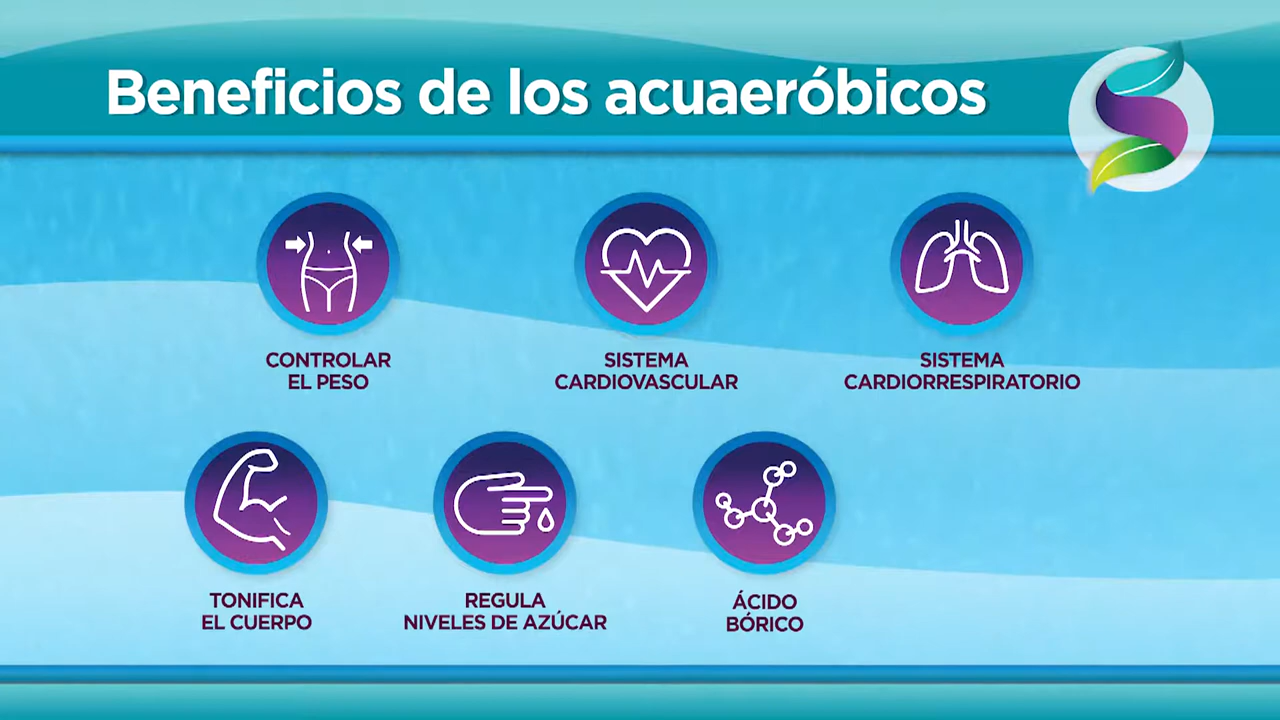 Beneficios de los acuaeróbicos
CONTROLAR
EL PESO
SISTEMA
CARDIOVASCULAR
SISTEMA
CARDIORRESPIRATORIO
TONIFICA
EL CUERPO
REGULA
NIVELES DE AZÚCAR
ÁCIDO
BÓRICO